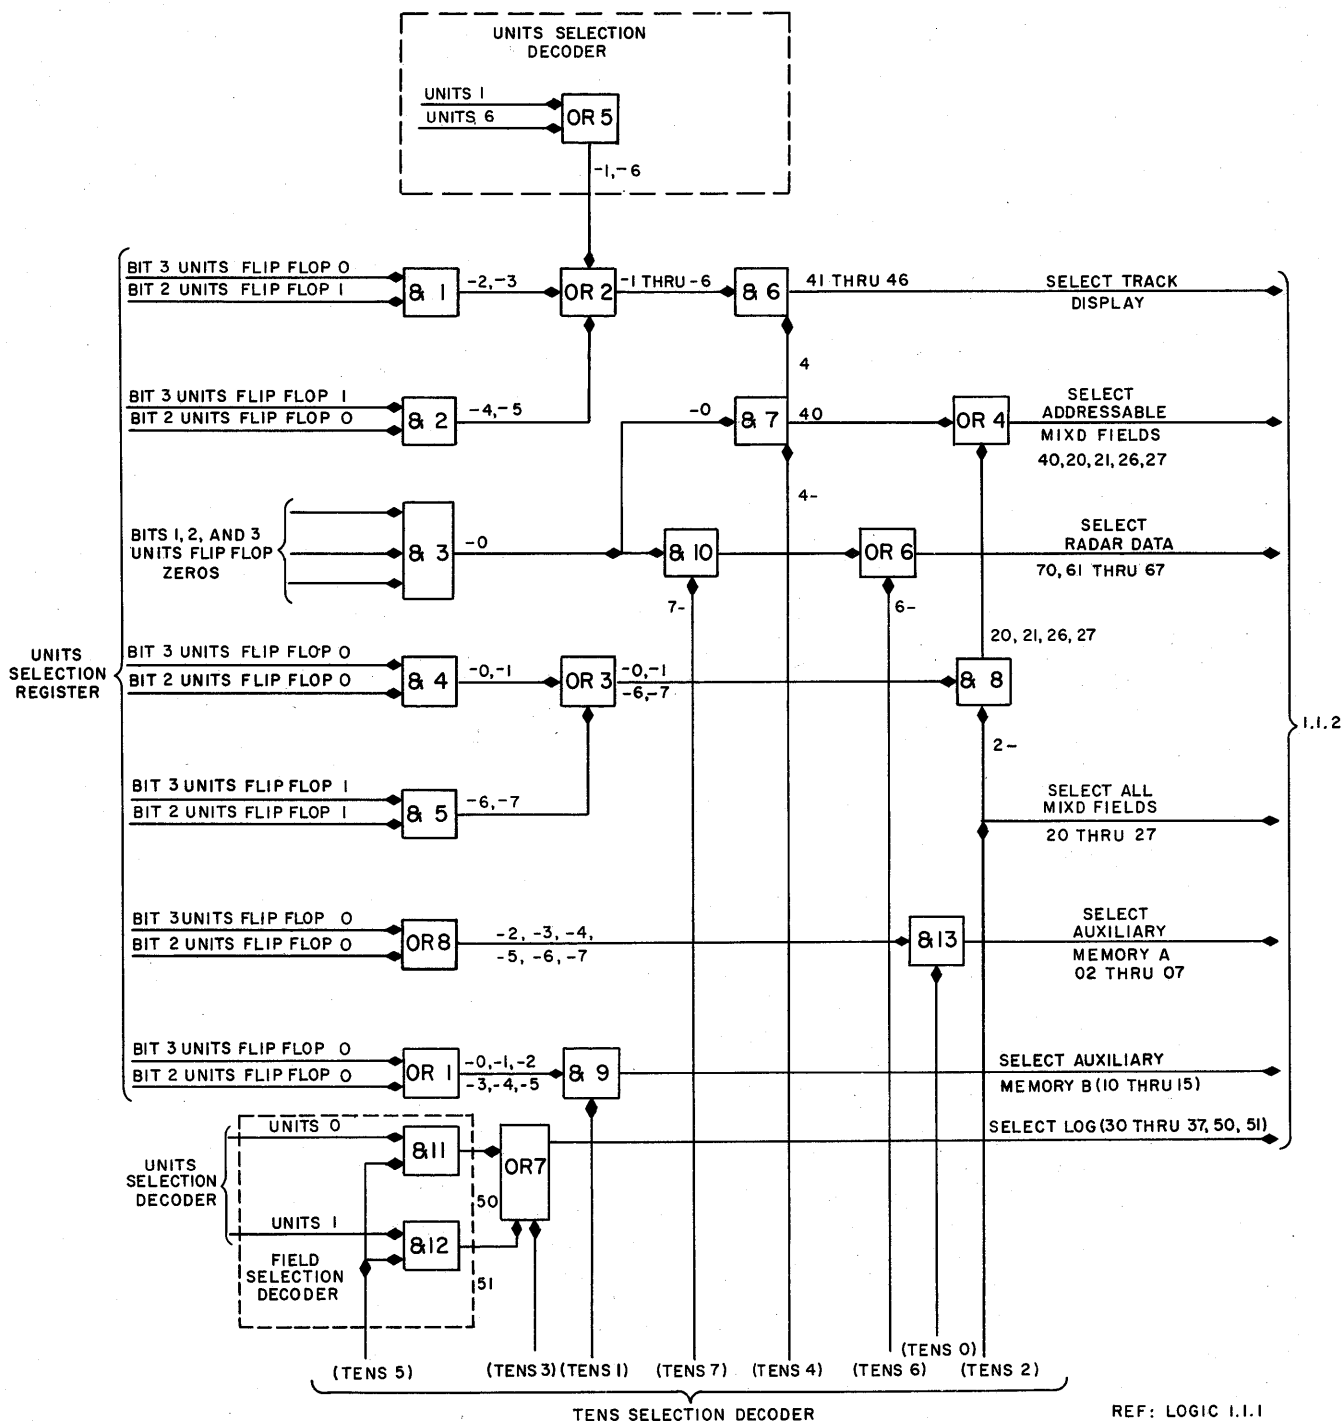 UNITS SELECTION
DECODER
UNITS 1
UNITS 6
OR 5
-1,-6
BIT 3 UNITS FLIP FLOP 0
BIT 2 UNITS FLIP FLOP 1
& 1
-2,-3
OR 2
-1 THRU -6
& 6
41 THRU 46
SELECT TRACK
DISPLAY
4
BIT 3 UNITS FLIP FLOP 1
BIT 2 UNITS FLIP FLOP 0
& 2
-4,-5
-0
& 7
40
OR 4
SELECT
ADDRESSABLE
MIXD FIELDS
40,20,21,26,27
4-
BITS 1, 2, AND 3
UNITS FLIP FLOP
ZEROS
& 3
-0
& 10
OR 6
SELECT
RADAR DATA
70, 61 THRU 67
7-
6-
20, 21, 26, 27
UNITS
SELECTION
REGISTER
BIT 3 UNITS FLIP FLOP 0
BIT 2 UNITS FLIP FLOP 0
& 4
-0,-1
OR 3
-0,-1
-6,-7
& 8
1.1.2
2-
BIT 3 UNITS FLIP FLOP 1
BIT 2 UNITS FLIP FLOP 1
& 5
-6,-7
SELECT ALL
MIXD FIELDS
20 THRU 27
BIT 3 UNITS FLIP FLOP 0
BIT 2 UNITS FLIP FLOP 0
OR 8
-2, -3, -4,
-5, -6, -7
&13
SELECT
AUXILIARY
MEMORY A
02 THRU 07
BIT 3 UNITS FLIP FLOP 0
BIT 2 UNITS FLIP FLOP 0
OR 1
-0,-1,-2
-3,-4,-5
& 9
SELECT AUXILIARY
MEMORY B (10 THRU 15)
UNITS 0
&11
OR7
SELECT LOG (30 THRU 37, 50, 51)
UNITS
SELECTION
DECODER
50
UNITS 1
&12
FIELD
SELECTION
DECODER
51
(TENS 5)
(TENS 3)
(TENS 1)
(TENS 7)
(TENS 4)
(TENS 6)
(TENS 0)
(TENS 2)
TENS SELECTION DECODER
REF: LOGIC 1.1.1